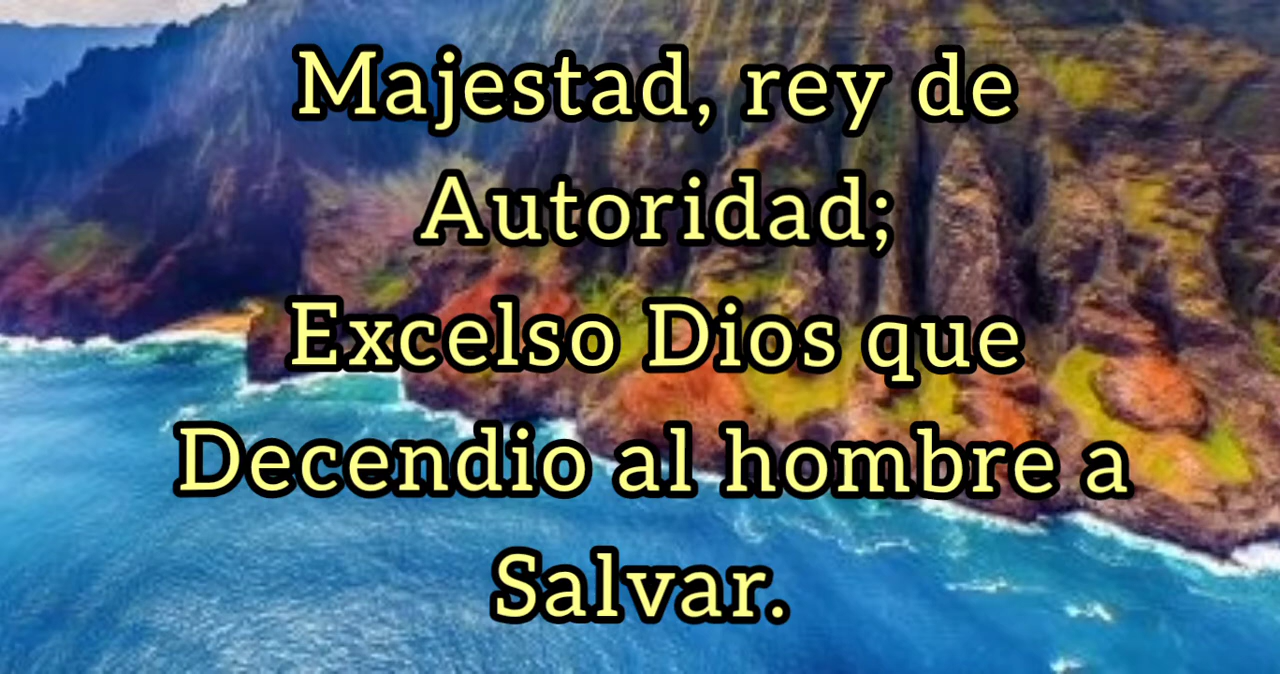 Majestad, rey de
Autoridad;
Excelso Dios que
Decendio al hombre a
Salvar.